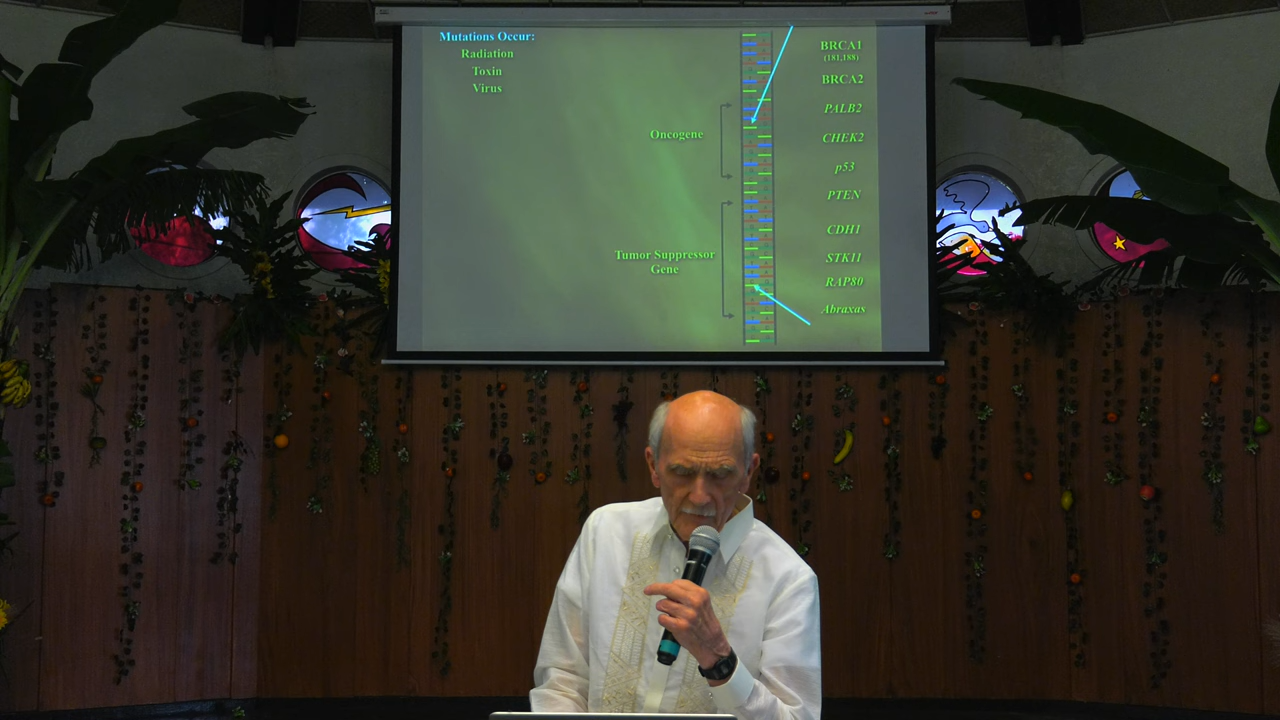 Mutations Occur:
Radiation
Toxin
Virus
Oncogene
Tumor Suppressor
Gene
BRCA1
(181,188)
BRCA2
PALB2
CHEK2
p53
PTEN
CDH1
STK11
RAP80
Abraxas